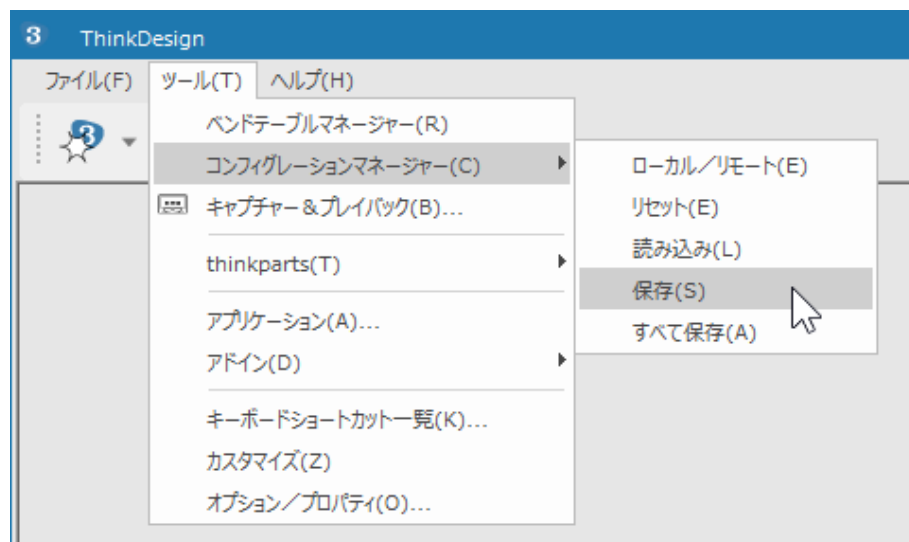 3 ThinkDesign
ファイル(F) ツール(T) ヘルプ(H)
3
ベンドテーブルマネージャー(R)
コンフィグレーションマネージャー(C)
キャプチャー＆プレイバック(B)...
thinkparts(T)
アプリケーション(A)...
アドイン(D)
キーボードショートカット一覧(K)...
カスタマイズ(Z)
オプション／プロパティ(O)...
ローカル／リモート(E)
リセット(E)
読み込み(L)
保存(S)
すべて保存(A)